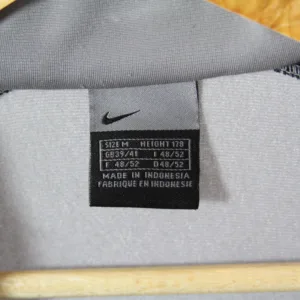 SIZE M HEIGHT 178
GB39/41 I 48/52
F 48/52 D48/52
MADE IN INDONESIA
FABRIQUE EN INDONESIE